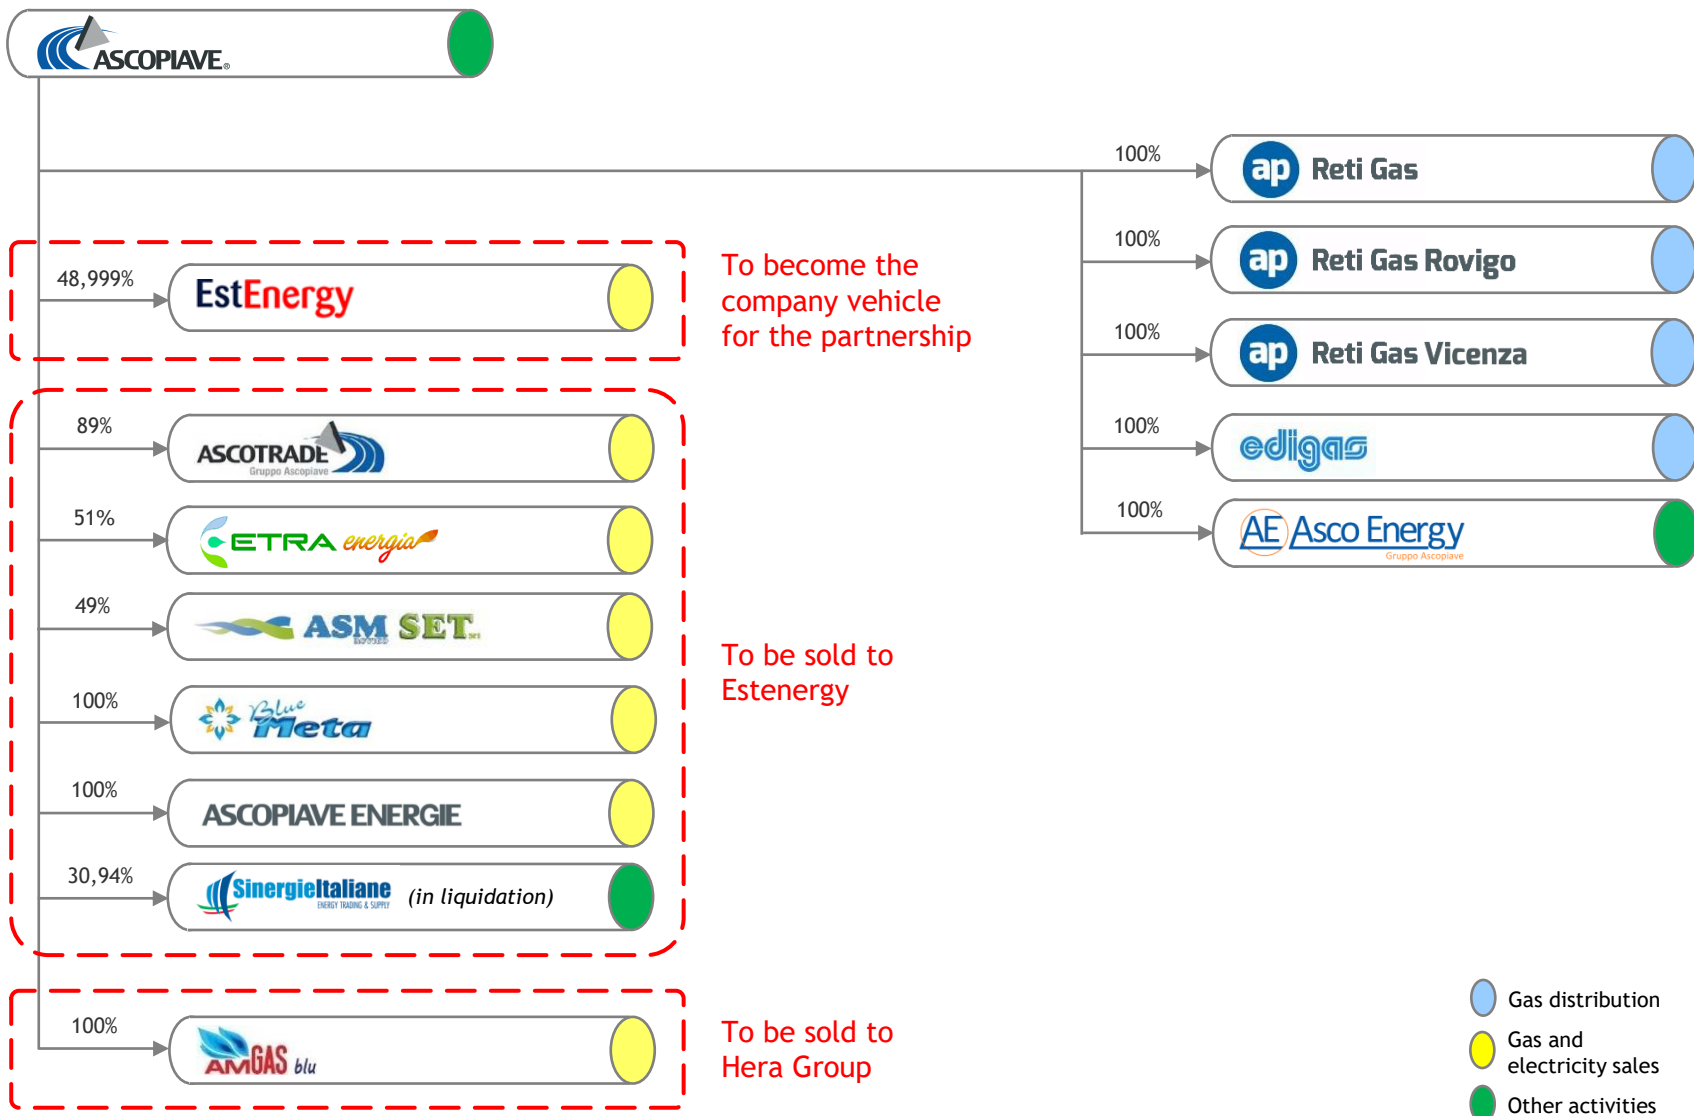 ASCOPIAVE®
100%
ap Reti Gas
100%
ap Reti Gas Rovigo
100%
ap Reti Gas Vicenza
100%
edigas
100%
AE Asco Energy
Gruppo Ascopiave
48,999%
EstEnergy
To become the
company vehicle
for the partnership
89%
ASCOTRADE
Gruppo Ascopiave
51%
ETRA energia
49%
ASM SET
100%
Blue
Meta
100%
ASCOPIAVE ENERGIE
30,94%
SinergieItaliane (in liquidation)
ENERGY TRADING & SUPPLY
To be sold to
Estenergy
100%
AMGAS blu
To be sold to
Hera Group
Gas distribution
Gas and
electricity sales
Other activities